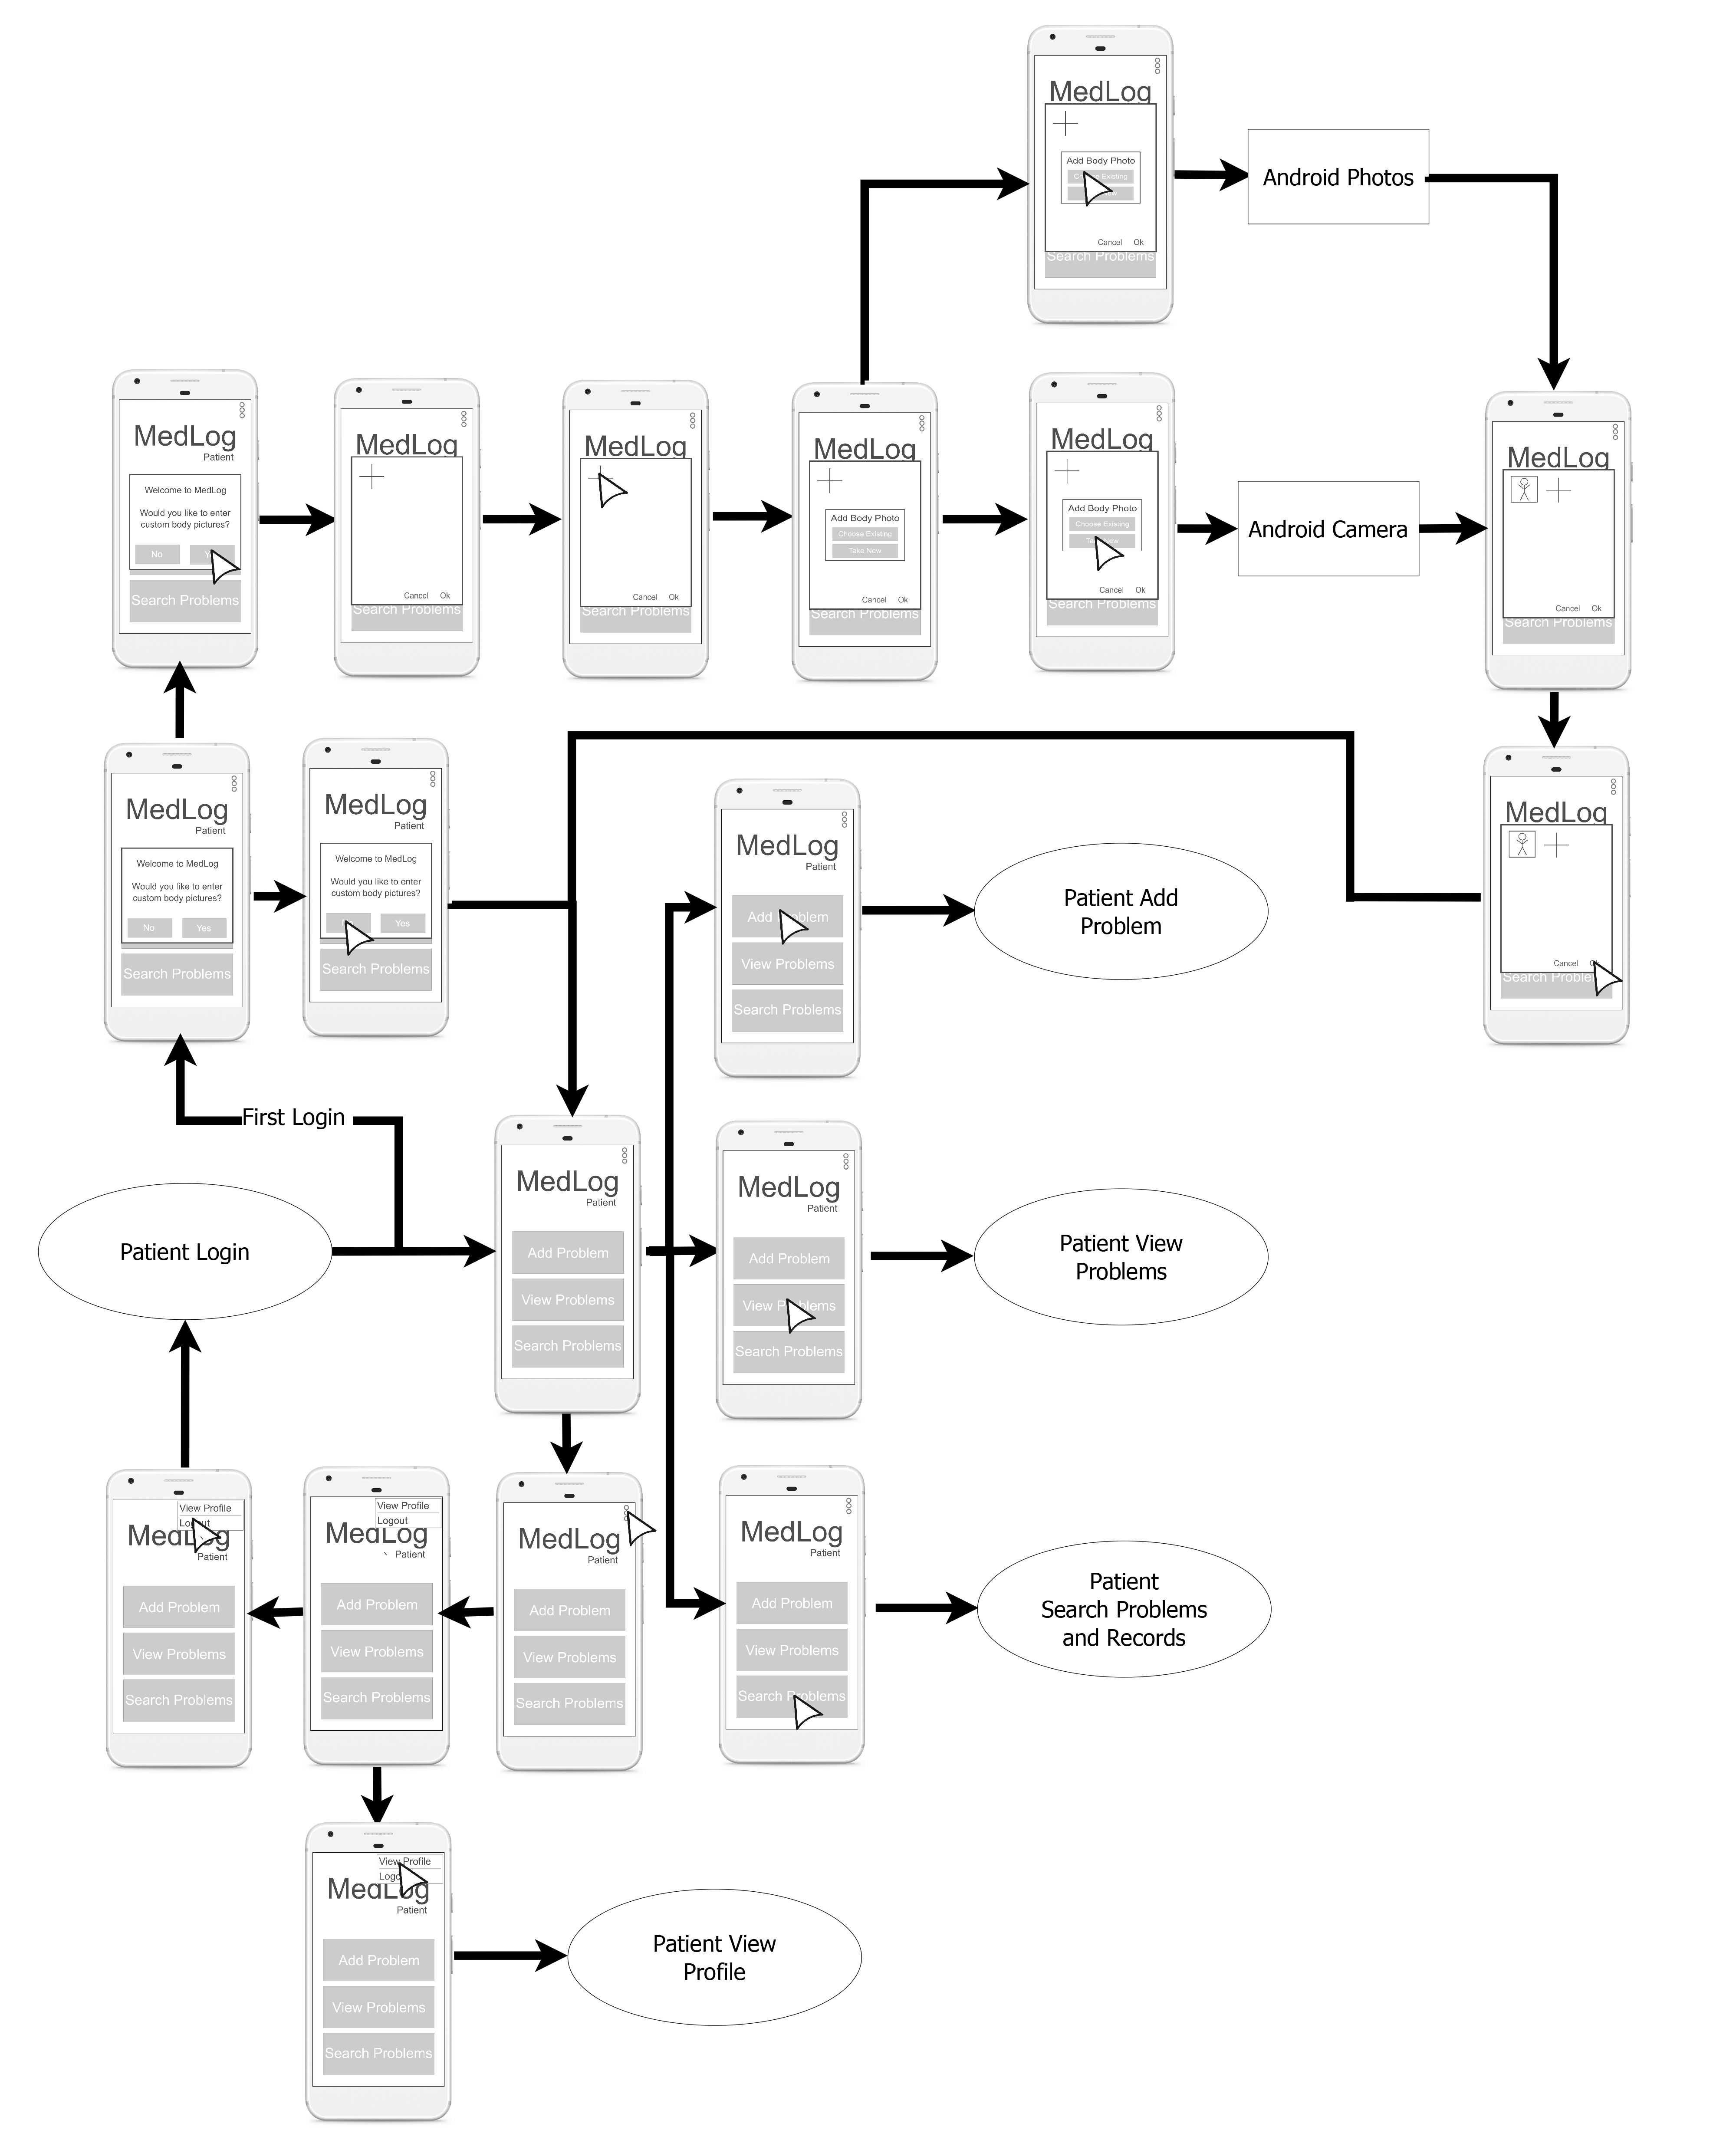 MedLog
Add Body Photo
Choose Existing
Cancel Ok
Search Problems
Android Photos
MedLog
Patient
Welcome to MedLog
Would you like to enter
custom body pictures?
No
Search Problems
MedLog
Cancel Ok
Search Problems
MedLog
Cancel Ok
Search Problems
MedLog
Add Body Photo
Choose Existing
Take New
Cancel Ok
Search Problems
MedLog
Add Body Photo
Choose Existing
Cancel Ok
Search Problems
Android Camera
MedLog
Cancel Ok
Search Problems
MedLog
Patient
Welcome to MedLog
Would you like to enter
custom body pictures?
No Yes
Search Problems
MedLog
Patient
Welcome to MedLog
Would you like to enter
custom body pictures?
Yes
Search Problems
MedLog
Patient
Add Problem
View Problems
Search Problems
Patient Add
Problem
MedLog
Cancel
Search
First Login
Patient Login
MedLog
Patient
Add Problem
View Problems
Search Problems
MedLog
Patient
Add Problem
View Problems
Search Problems
Patient View
Problems
View Profile
Logout
MedLog
Patient
Add Problem
View Problems
Search Problems
View Profile
Logout
MedLog
Patient
Add Problem
View Problems
Search Problems
MedLog
Patient
Add Problem
View Problems
Search Problems
MedLog
Patient
Add Problem
View Problems
Search Problems
Patient
Search Problems
and Records
View Profile
MedLog
Patient
Add Problem
View Problems
Search Problems
Patient View
Profile